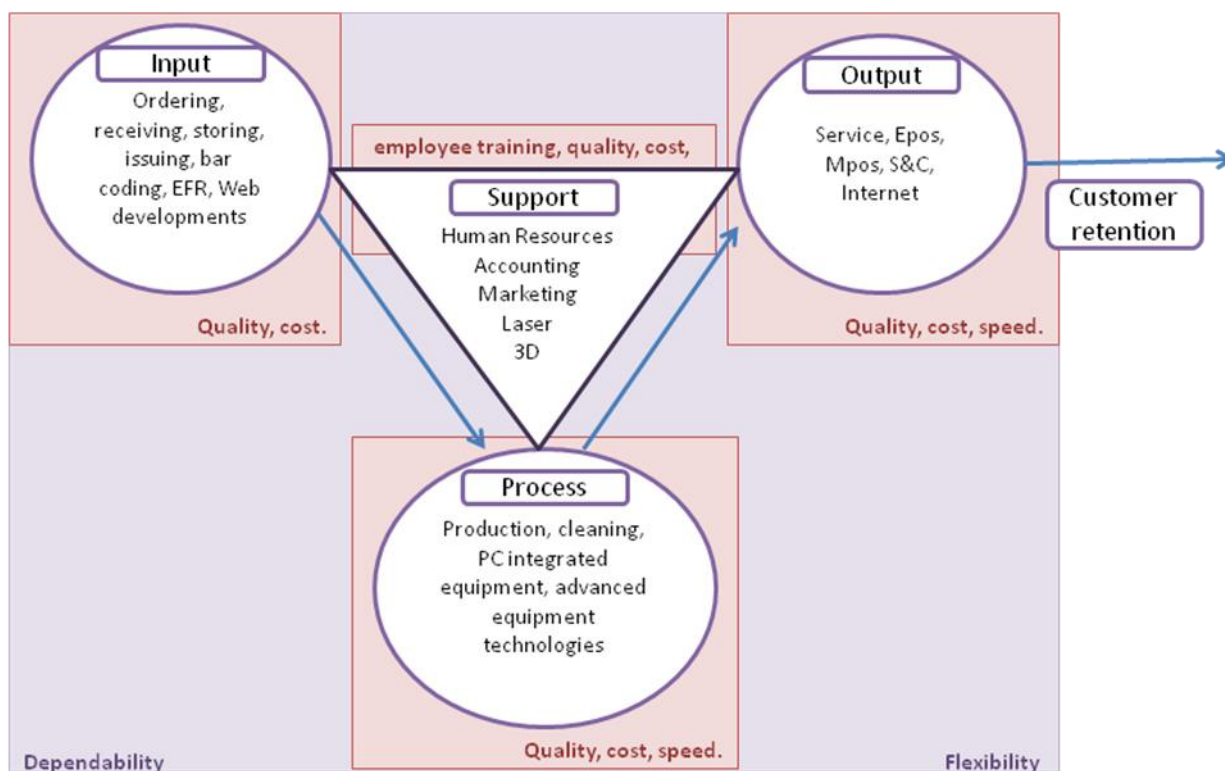 Input
Ordering,
receiving, storing,
issuing, bar
coding, EFR, Web
developments
Quality, cost.
employee training, quality, cost,
Support
Human Resources
Accounting
Marketing
Laser
3D
Output
Service, Epos,
Mpos, S&C,
Internet
Quality, cost, speed.
Customer
retention
Process
Production, cleaning,
PC integrated
equipment, advanced
equipment
technologies
Quality, cost, speed.
Dependability
Flexibility